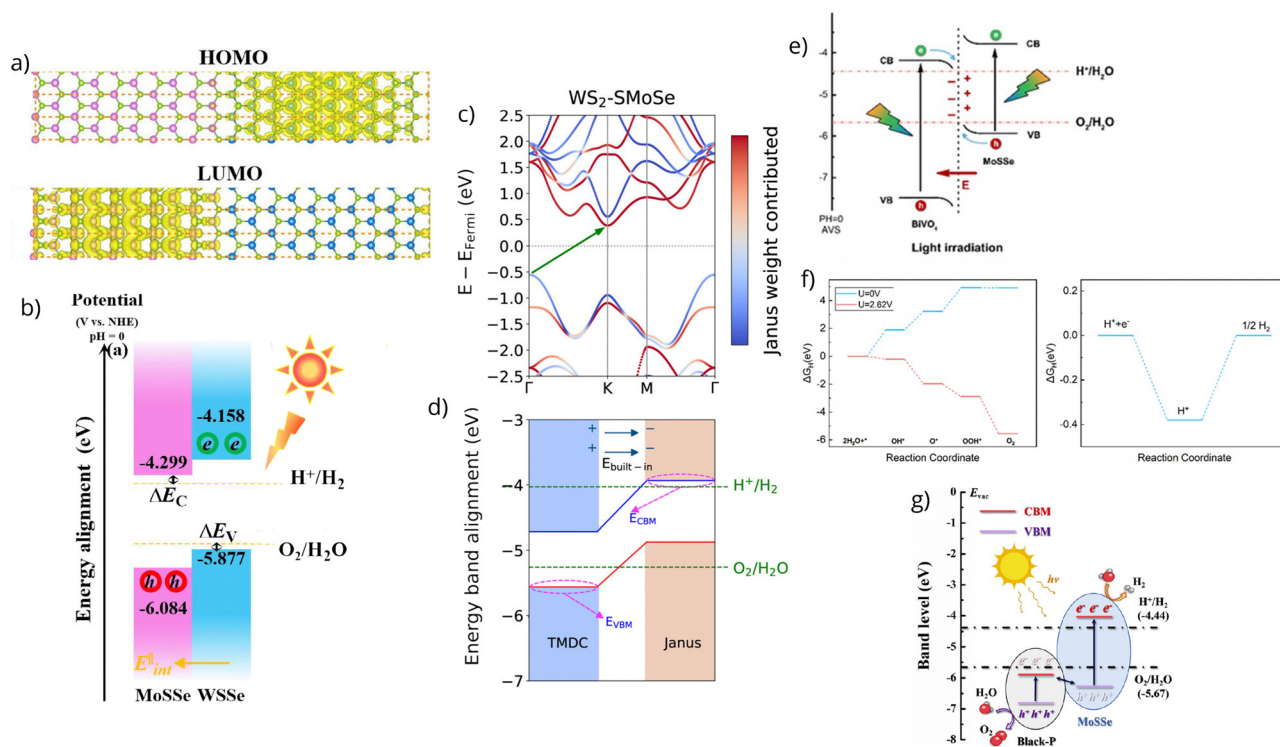 a)
HOMO
LUMO
b)
Potential
(V vs. NHE)
pH = 0
(a)
Energy alignment (eV)
-4.158
e e
-4.299
H⁺/H₂
ΔE_C
ΔE_V
O₂/H₂O
-5.877
h h
-6.084
E^∥_int
MoSSe WSSe
c)
WS₂-SMoSe
E − E_Fermi (eV)
2.5
2.0
1.5
1.0
0.5
0.0
-0.5
-1.0
-1.5
-2.0
-2.5
Γ K M Γ
Janus weight contributed
d)
Energy band alignment (eV)
-3
-4
-5
-6
-7
+ −
+ −
E_built−in
H⁺/H₂
E_CBM
O₂/H₂O
E_VBM
TMDC
Janus
e)
-4
-5
-6
-7
PH=0
AVS
e
e
CB
CB
H⁺/H₂O
− +
− +
− +
O₂/H₂O
VB
h
MoSSe
E
VB
h
BiVO₄
Light irradiation
f)
U=0V
U=2.62V
ΔG_H(eV)
4
2
0
-2
-4
-6
2H₂O+*
OH*
O*
OOH*
O₂
Reaction Coordinate
ΔG_H(eV)
0.2
0.0
-0.2
-0.4
H⁺+e⁻
H*
1/2 H₂
Reaction Coordinate
g)
Band level (eV)
0
-1
-2
-3
-4
-5
-6
-7
-8
E_vac
CBM
VBM
hν
H₂
H⁺/H₂
(-4.44)
e⁻ e⁻ e⁻
e⁻ e⁻ e⁻
O₂/H₂O
(-5.67)
h⁺ h⁺ h⁺
H₂O
h⁺ h⁺ h⁺
MoSSe
O₂
Black-P